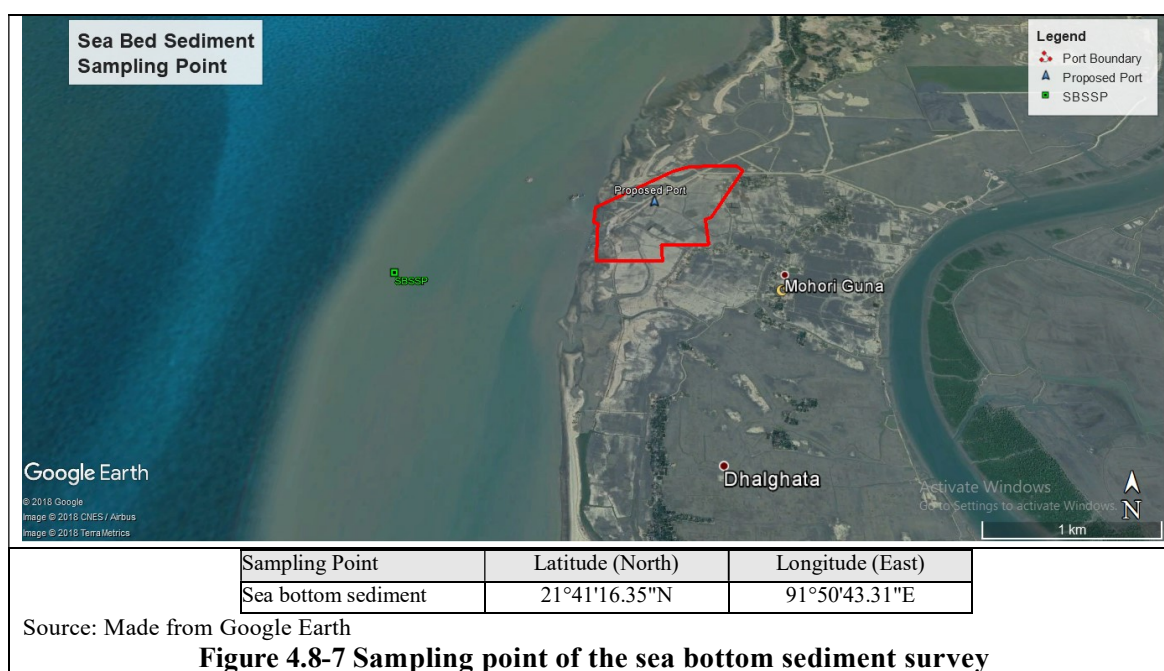 Sea Bed Sediment
Sampling Point
Legend
Port Boundary
Proposed Port
SBSSP
Proposed Port
SBSSP
Mohori Guna
Dhalghata
Google Earth
© 2018 Google
Image © 2018 CNES / Airbus
Image © 2018 TerraMetrics
Activate Windows
Go to Settings to activate Windows.
N
1 km
Sampling Point Latitude (North) Longitude (East)
Sea bottom sediment 21°41'16.35"N 91°50'43.31"E
Source: Made from Google Earth
Figure 4.8-7 Sampling point of the sea bottom sediment survey